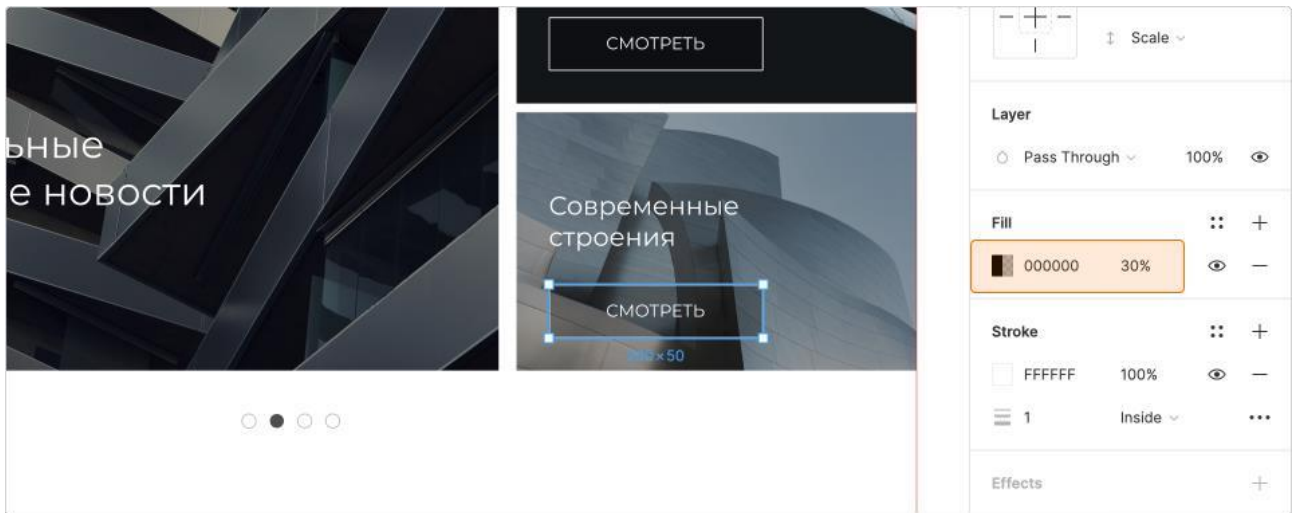 СМОТРЕТЬ
ьные
е новости
Современные
строения
СМОТРЕТЬ
Scale
Layer
Pass Through 100%
Fill
000000 30%
Stroke
FFFFFF 100%
1 Inside
Effects